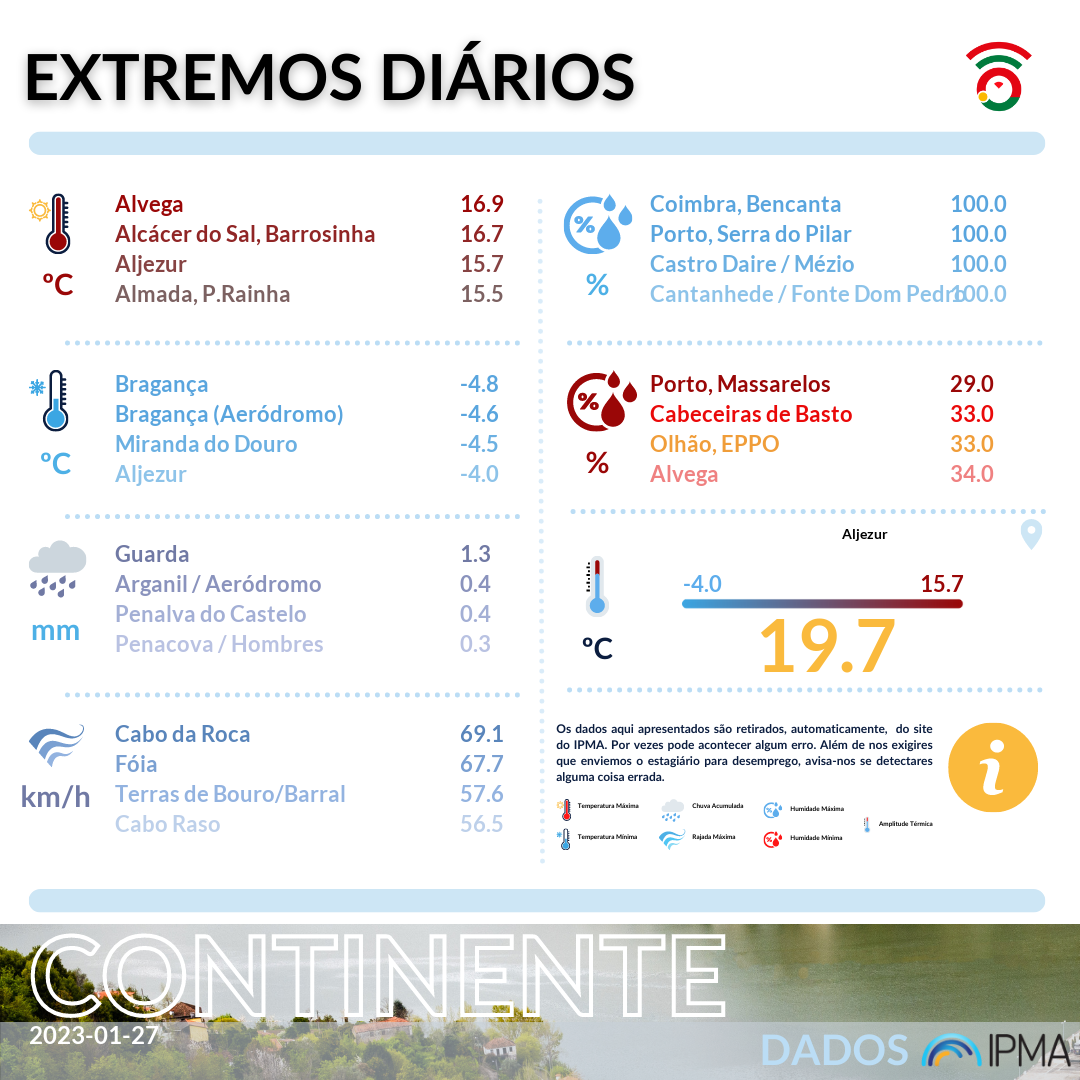 EXTREMOS DIÁRIOS
Alvega 16.9
Alcácer do Sal, Barrosinha 16.7
Aljezur 15.7
Almada, P.Rainha 15.5
ºC
Bragança -4.8
Bragança (Aeródromo) -4.6
Miranda do Douro -4.5
Aljezur -4.0
ºC
Guarda 1.3
Arganil / Aeródromo 0.4
Penalva do Castelo 0.4
Penacova / Hombres 0.3
mm
Cabo da Roca 69.1
Fóia 67.7
Terras de Bouro/Barral 57.6
Cabo Raso 56.5
km/h
%
Coimbra, Bencanta 100.0
Porto, Serra do Pilar 100.0
Castro Daire / Mézio 100.0
Cantanhede / Fonte Dom Pedro 100.0
%
%
Porto, Massarelos 29.0
Cabeceiras de Basto 33.0
Olhão, EPPO 33.0
Alvega 34.0
%
Aljezur
-4.0 15.7
19.7
ºC
Os dados aqui apresentados são retirados, automaticamente, do site
do IPMA. Por vezes pode acontecer algum erro. Além de nos exigires
que enviemos o estagiário para desemprego, avisa-nos se detectares
alguma coisa errada.
i
Temperatura Máxima
Chuva Acumulada
Humidade Máxima
Amplitude Térmica
Temperatura Mínima
Rajada Máxima
Humidade Mínima
CONTINENTE
2023-01-27
DADOS IPMA